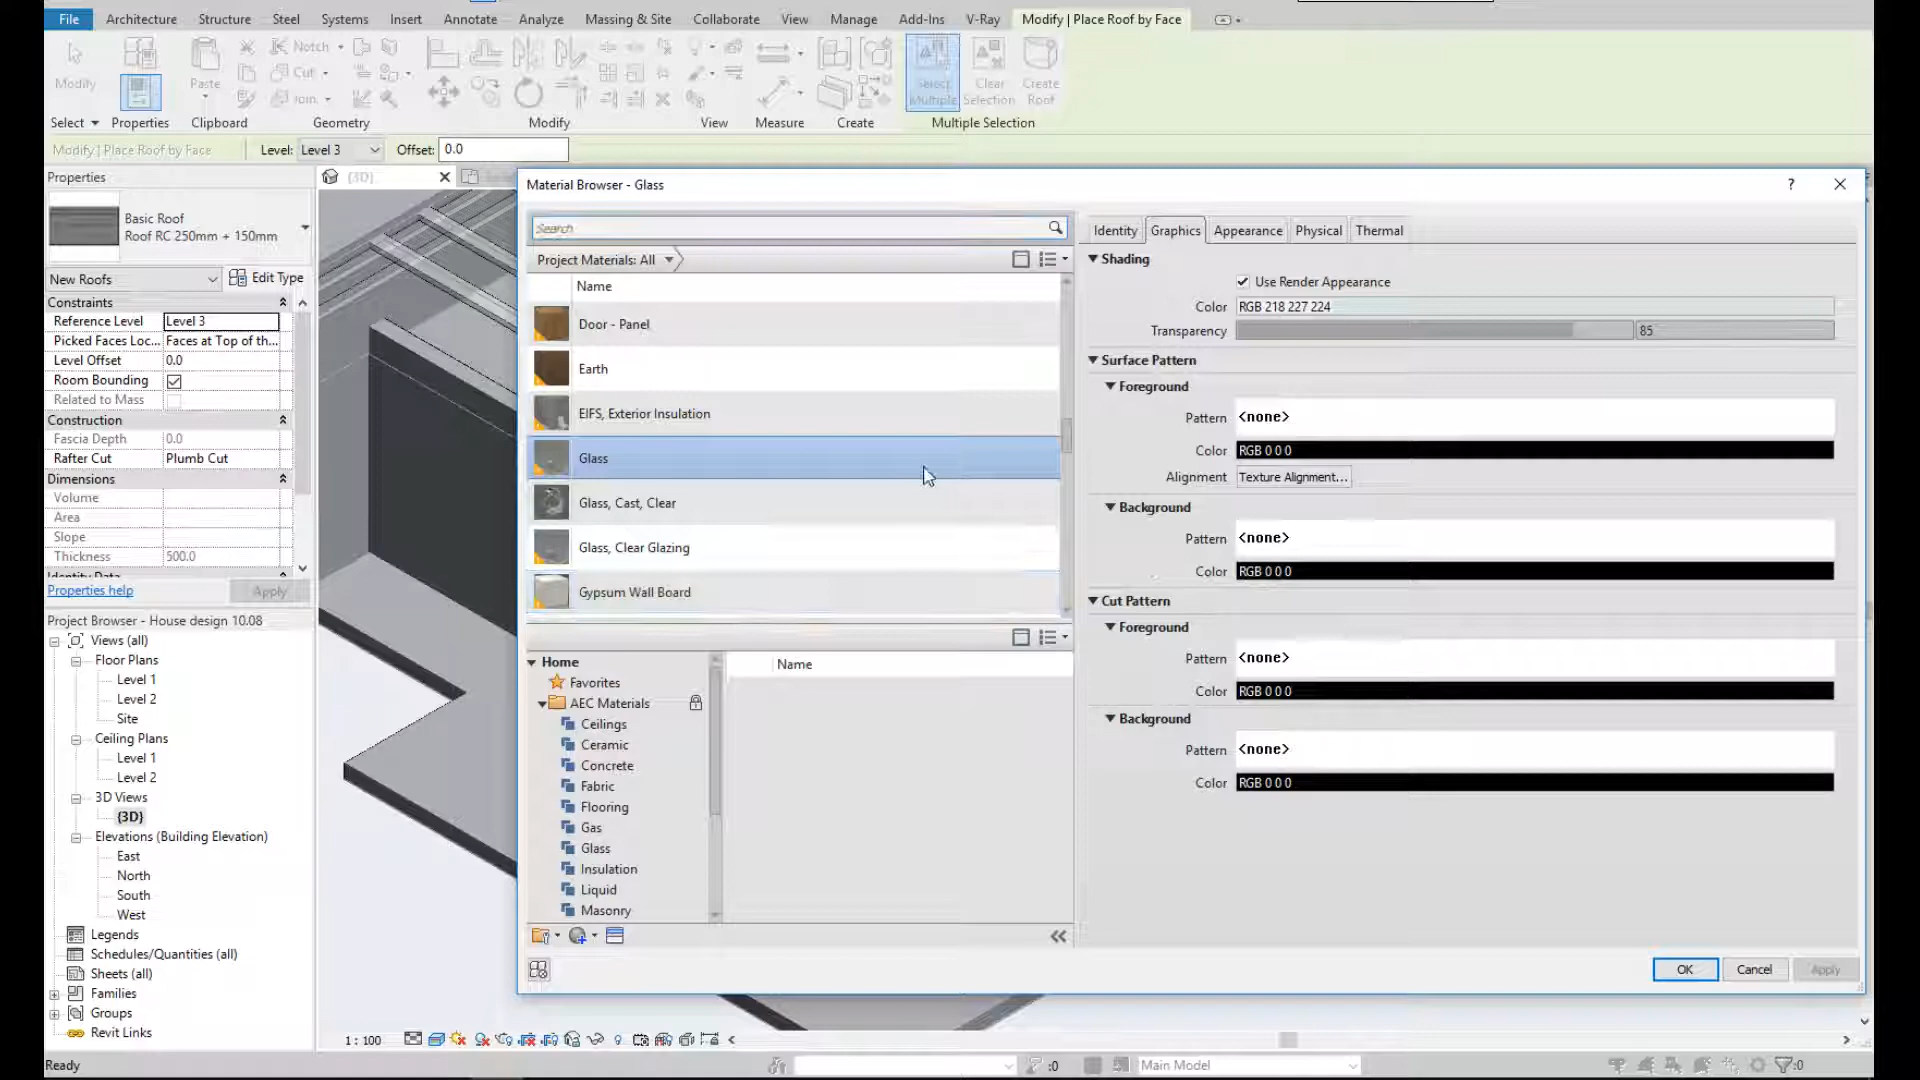 File Architecture Structure Steel Systems Insert Annotate Analyze Massing & Site Collaborate View Manage Add-Ins V-Ray Modify | Place Roof by Face
Modify Paste Notch Cut Join Select Multiple Clear Selection Create Roof
Select Properties Clipboard Geometry Modify View Measure Create Multiple Selection
Modify | Place Roof by Face Level: Level 3 Offset: 0.0
Properties
{3D}
Basic Roof
Roof RC 250mm + 150mm
New Roofs Edit Type
Constraints
Reference Level Level 3
Picked Faces Loc... Faces at Top of th...
Level Offset 0.0
Room Bounding
Related to Mass
Construction
Fascia Depth 0.0
Rafter Cut Plumb Cut
Dimensions
Volume
Area
Slope
Thickness 500.0
Identity Data
Properties help Apply
Project Browser - House design 10.08
Views (all)
Floor Plans
Level 1
Level 2
Site
Ceiling Plans
Level 1
Level 2
3D Views
{3D}
Elevations (Building Elevation)
East
North
South
West
Legends
Schedules/Quantities (all)
Sheets (all)
Families
Groups
Revit Links
Material Browser - Glass ?
Search
Project Materials: All
Name
Door - Panel
Earth
EIFS, Exterior Insulation
Glass
Glass, Cast, Clear
Glass, Clear Glazing
Gypsum Wall Board
Home
Favorites
AEC Materials
Ceilings
Ceramic
Concrete
Fabric
Flooring
Gas
Glass
Insulation
Liquid
Masonry
Name
Identity Graphics Appearance Physical Thermal
Shading
Use Render Appearance
Color RGB 218 227 224
Transparency 85
Surface Pattern
Foreground
Pattern <none>
Color RGB 0 0 0
Alignment Texture Alignment...
Background
Pattern <none>
Color RGB 0 0 0
Cut Pattern
Foreground
Pattern <none>
Color RGB 0 0 0
Background
Pattern <none>
Color RGB 0 0 0
OK Cancel Apply
1 : 100
Ready :0 Main Model :0